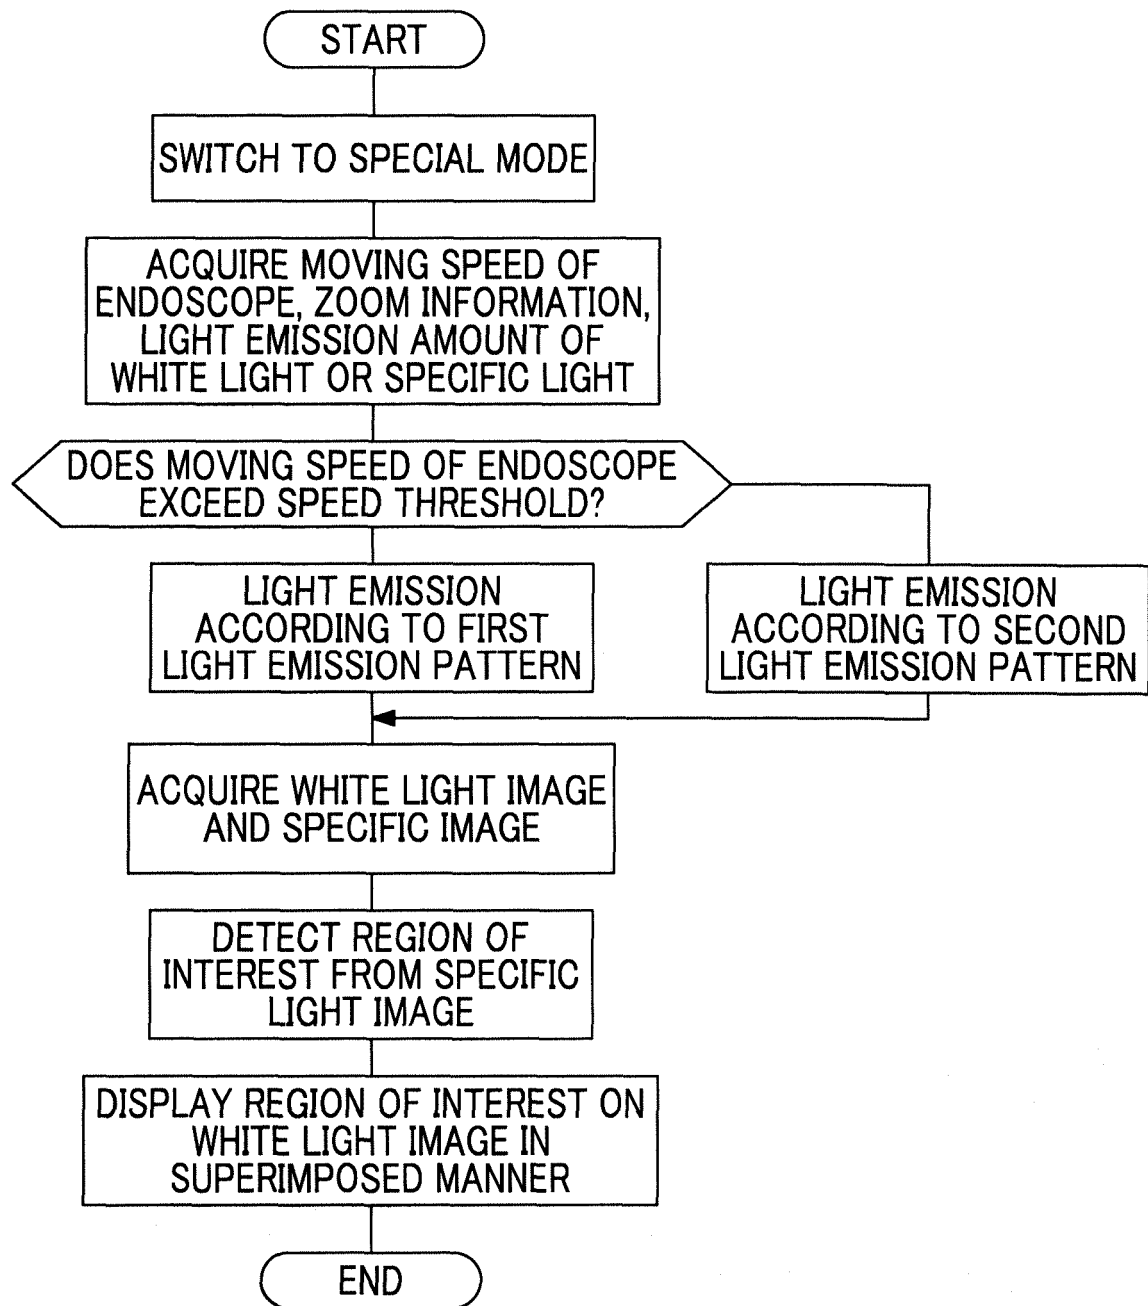 START
SWITCH TO SPECIAL MODE
ACQUIRE MOVING SPEED OF
ENDOSCOPE, ZOOM INFORMATION,
LIGHT EMISSION AMOUNT OF
WHITE LIGHT OR SPECIFIC LIGHT
DOES MOVING SPEED OF ENDOSCOPE
EXCEED SPEED THRESHOLD?
LIGHT EMISSION
ACCORDING TO FIRST
LIGHT EMISSION PATTERN
LIGHT EMISSION
ACCORDING TO SECOND
LIGHT EMISSION PATTERN
ACQUIRE WHITE LIGHT IMAGE
AND SPECIFIC IMAGE
DETECT REGION OF
INTEREST FROM SPECIFIC
LIGHT IMAGE
DISPLAY REGION OF INTEREST ON
WHITE LIGHT IMAGE IN
SUPERIMPOSED MANNER
END